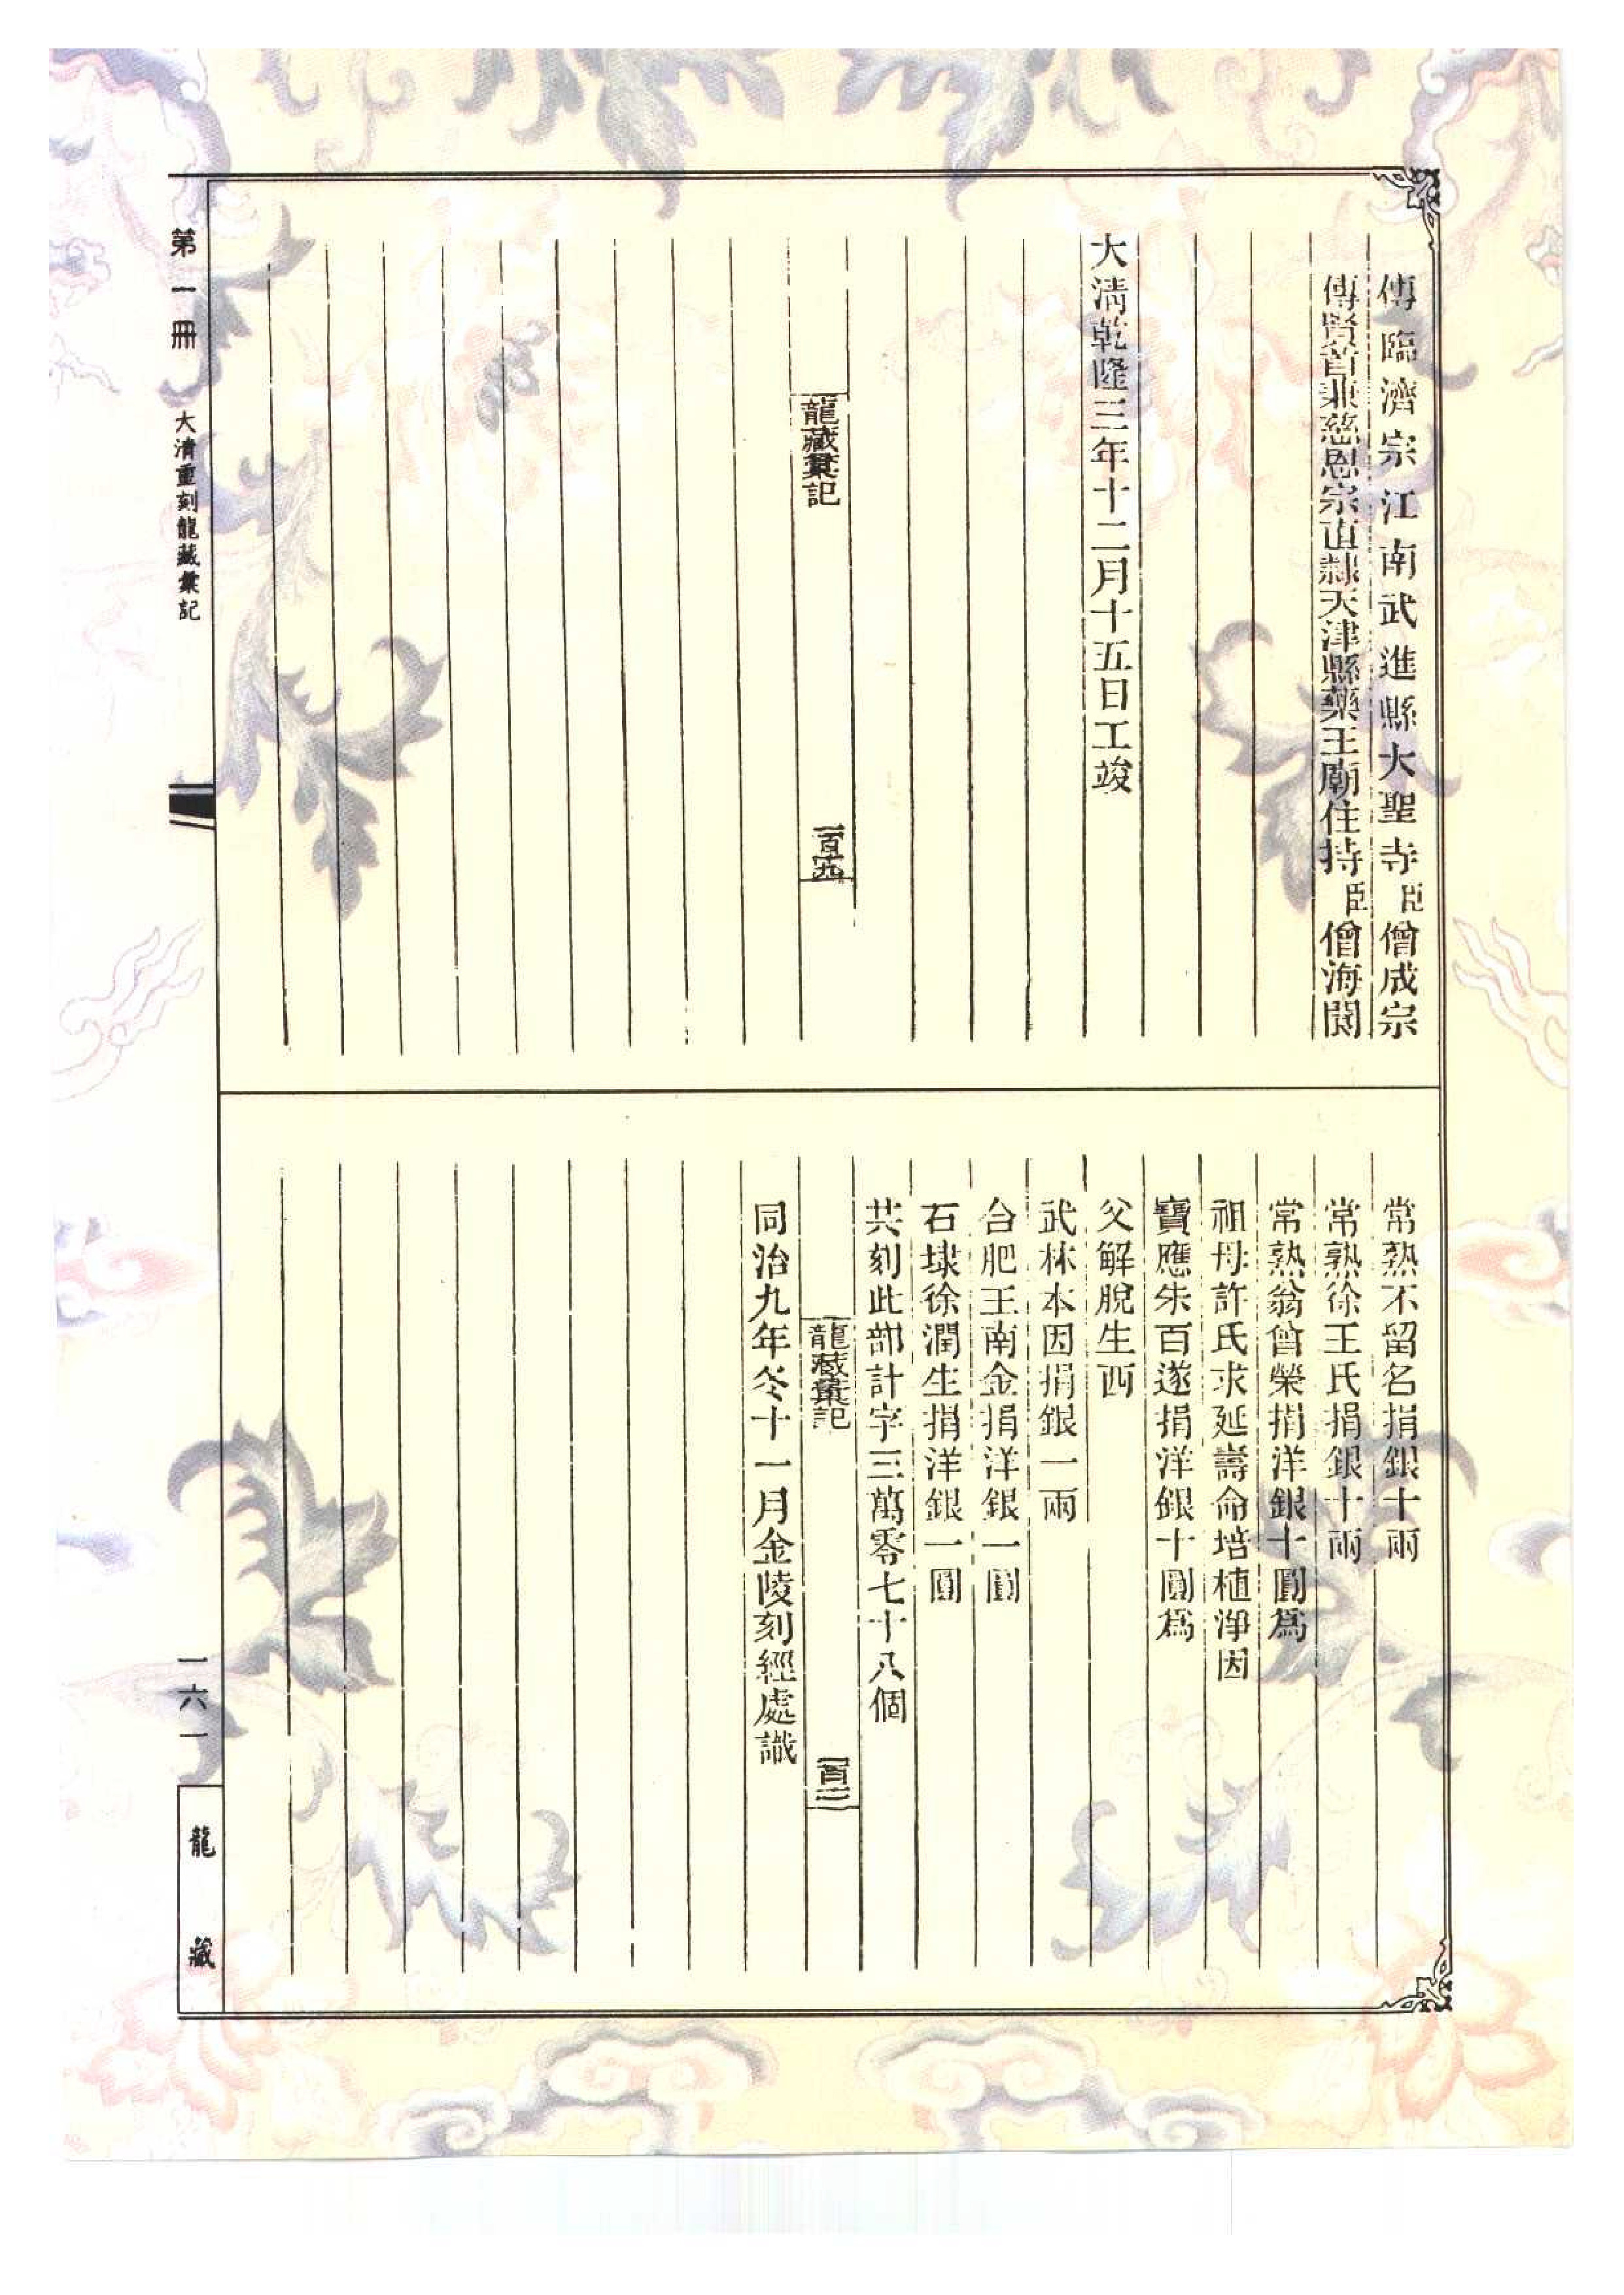 傳臨濟宗江南武進縣大聖寺臣僧成宗
傳賢首兼慈恩宗直隸天津縣藥王廟住持臣僧海闊
大清乾隆三年十二月十五日工竣
龍藏彙記
常熟不留名捐銀十兩
常熟徐王氏捐銀十兩
常熟翁曾榮捐洋銀十圓爲
祖母許氏求延壽命培植淨因
寶應朱百遂捐洋銀十圓爲
父解脫生西
武林本因捐銀一兩
合肥王南金捐洋銀一圓
石埭徐潤生捐洋銀一圓
共刻此部計字三萬零七十八個
龍藏彙記
同治九年冬十一月金陵刻經處識
第一冊
大清重刻龍藏彙記
一六一
龍藏